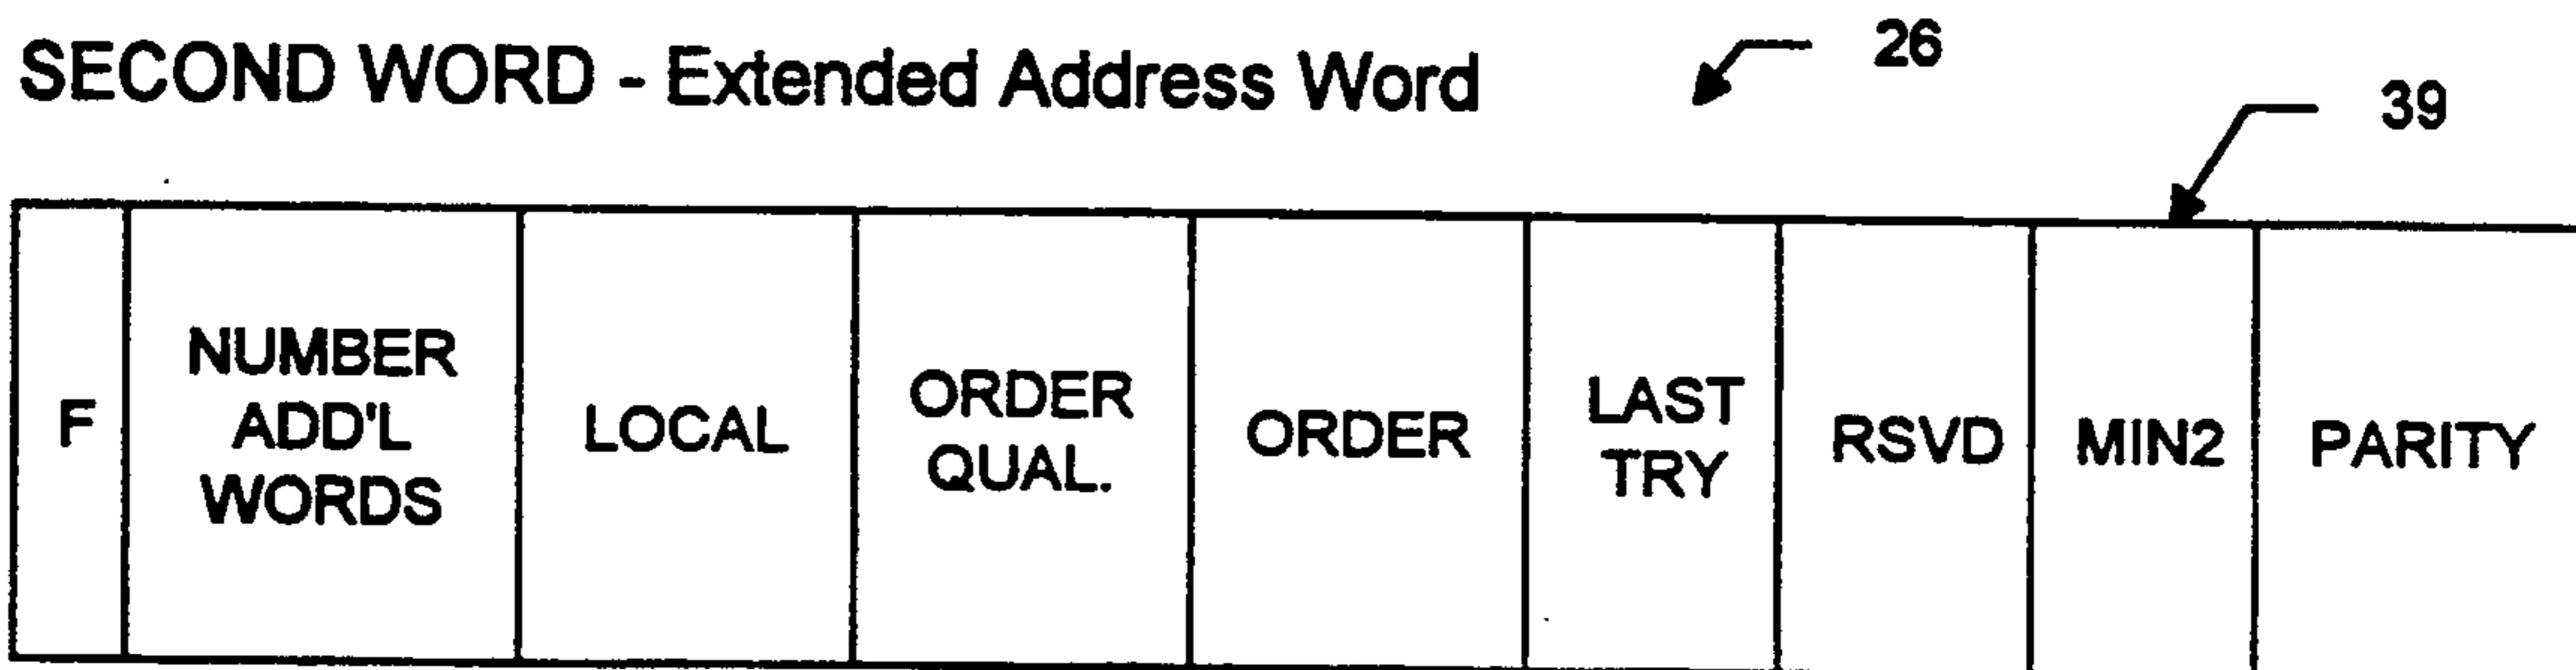 SECOND WORD - Extended Address Word
26
39
F
NUMBER
ADD'L
WORDS
LOCAL
ORDER
QUAL.
ORDER
LAST
TRY
RSVD
MIN2
PARITY